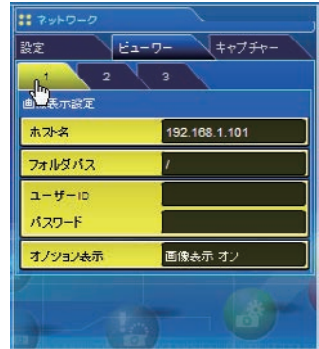 ネットワーク
設定 ビューワー キャプチャー
1 2 3
画像表示設定
ホスト名 192.168.1.101
フォルダパス /
ユーザーID
パスワード
オプション表示 画像表示 オン